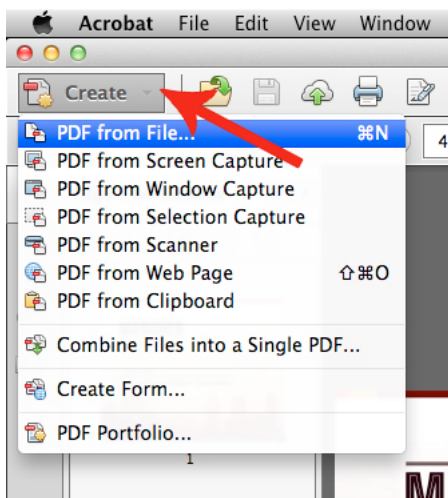 Acrobat File Edit View Window
Create
PDF from File... ⌘N
4
PDF from Screen Capture
PDF from Window Capture
PDF from Selection Capture
PDF from Scanner
PDF from Web Page ⇧⌘O
PDF from Clipboard
Combine Files into a Single PDF...
Create Form...
PDF Portfolio...
1
M